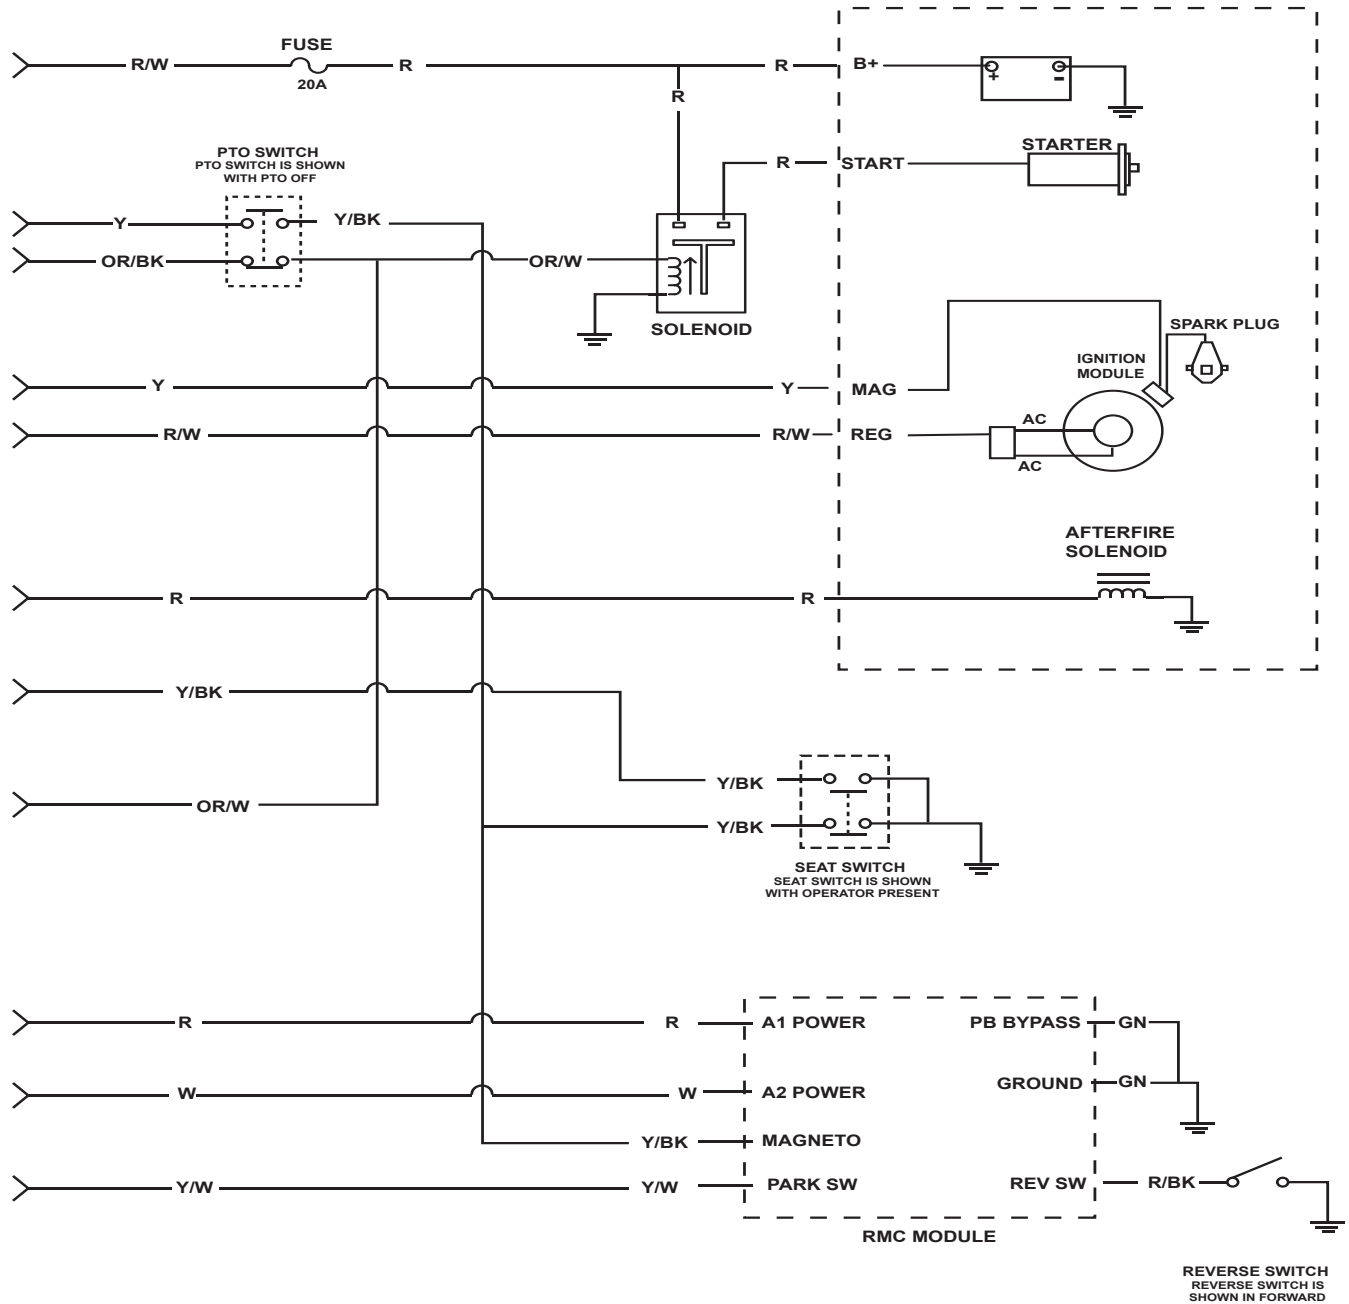 FUSE
R/W
R
R
B+
20A
+
-
R
PTO SWITCH
PTO SWITCH IS SHOWN
WITH PTO OFF
STARTER
R
START
Y
Y/BK
OR/BK
OR/W
SOLENOID
SPARK PLUG
IGNITION
MODULE
Y
Y
MAG
R/W
R/W
REG
AC
AC
AFTERFIRE
SOLENOID
R
R
Y/BK
Y/BK
OR/W
Y/BK
SEAT SWITCH
SEAT SWITCH IS SHOWN
WITH OPERATOR PRESENT
R
R
A1 POWER
PB BYPASS
GN
W
W
A2 POWER
GROUND
GN
Y/BK
MAGNETO
Y/W
Y/W
PARK SW
REV SW
R/BK
RMC MODULE
REVERSE SWITCH
REVERSE SWITCH IS
SHOWN IN FORWARD